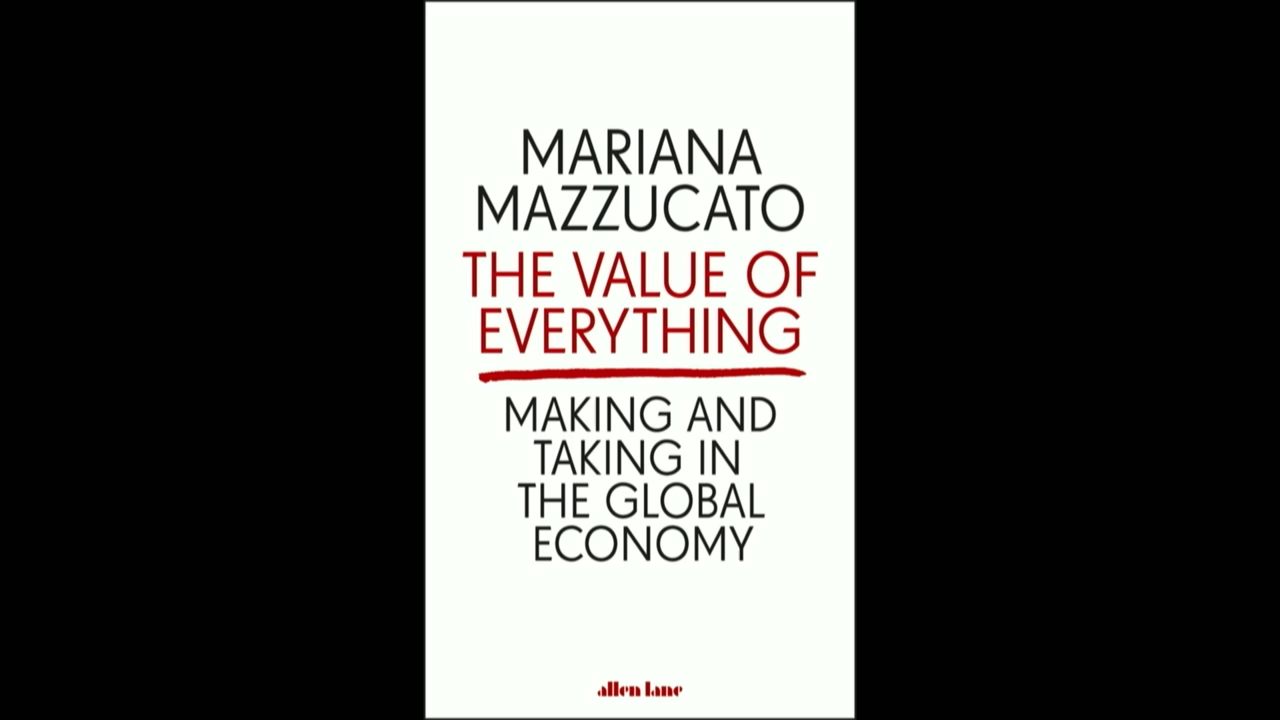 MARIANA
MAZZUCATO
THE VALUE OF
EVERYTHING
MAKING AND
TAKING IN
THE GLOBAL
ECONOMY
allen lane